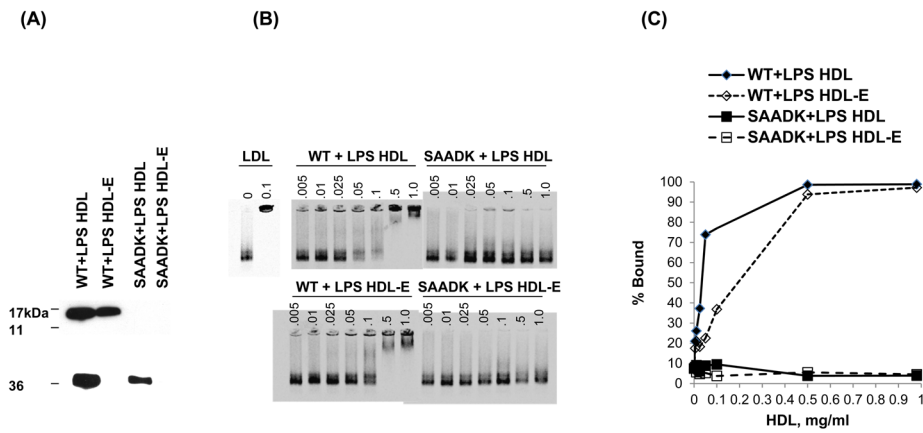 (A)
(B)
(C)
WT+LPS HDL
WT+LPS HDL-E
SAADK+LPS HDL
SAADK+LPS HDL-E
17kDa
11
36
LDL
WT + LPS HDL
SAADK + LPS HDL
0
0.1
.005
.01
.025
.05
.1
.5
1.0
.005
.01
.025
.05
.1
.5
1.0
WT + LPS HDL-E
SAADK + LPS HDL-E
.005
.01
.025
.05
.1
.5
1.0
.005
.01
.025
.05
.1
.5
1.0
WT+LPS HDL
WT+LPS HDL-E
SAADK+LPS HDL
SAADK+LPS HDL-E
% Bound
100
90
80
70
60
50
40
30
20
10
0
0 0.1 0.2 0.3 0.4 0.5 0.6 0.7 0.8 0.9 1
HDL, mg/ml